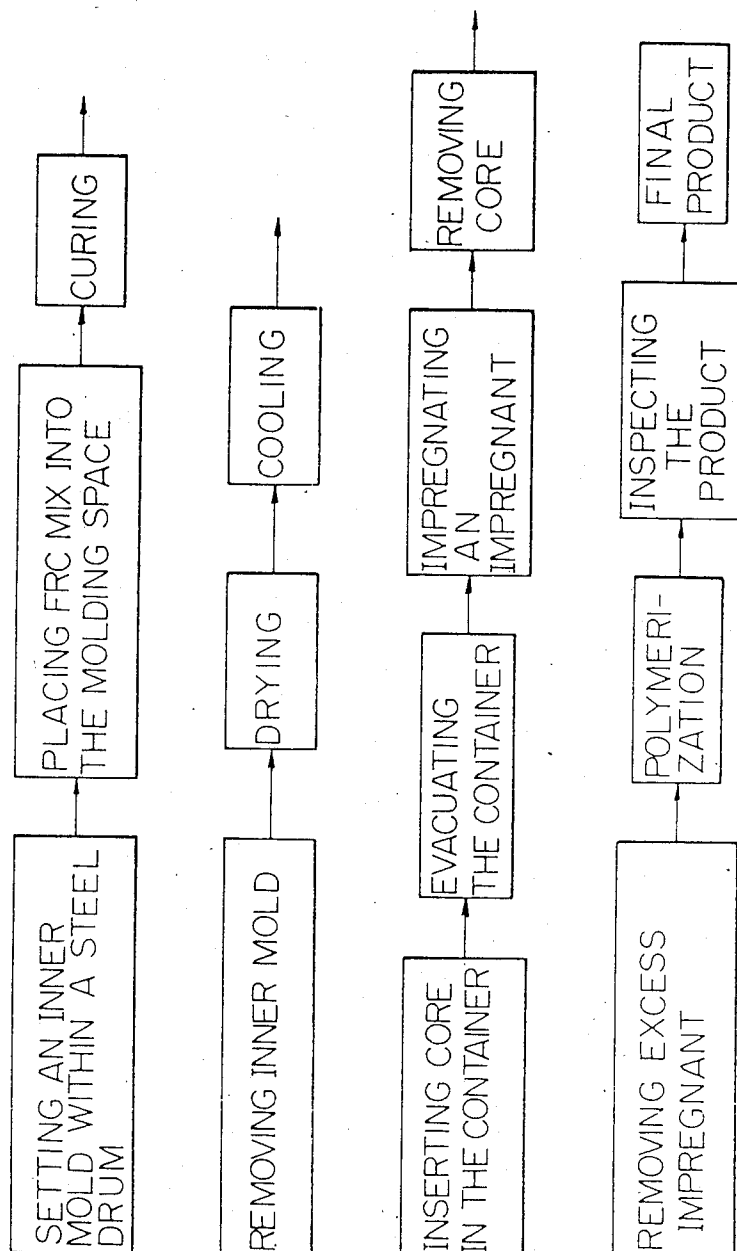 SETTING AN INNER
MOLD WITHIN A STEEL
DRUM
PLACING FRC MIX INTO
THE MOLDING SPACE
CURING
REMOVING INNER MOLD
DRYING
COOLING
INSERTING CORE
IN THE CONTAINER
EVACUATING
THE CONTAINER
IMPREGNATING
AN
IMPREGNANT
REMOVING
CORE
REMOVING EXCESS
IMPREGNANT
POLYMERI-
ZATION
INSPECTING
THE
PRODUCT
FINAL
PRODUCT